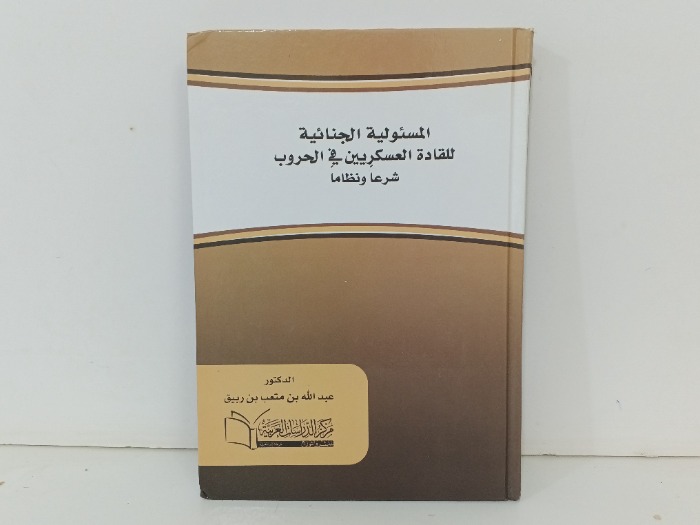 المسئولية الجنائية
للقادة العسكريين في الحروب
شرعا ونظاما
الدكتور
عبد الله بن متعب بن ربيق
مركز الدراسات العربية